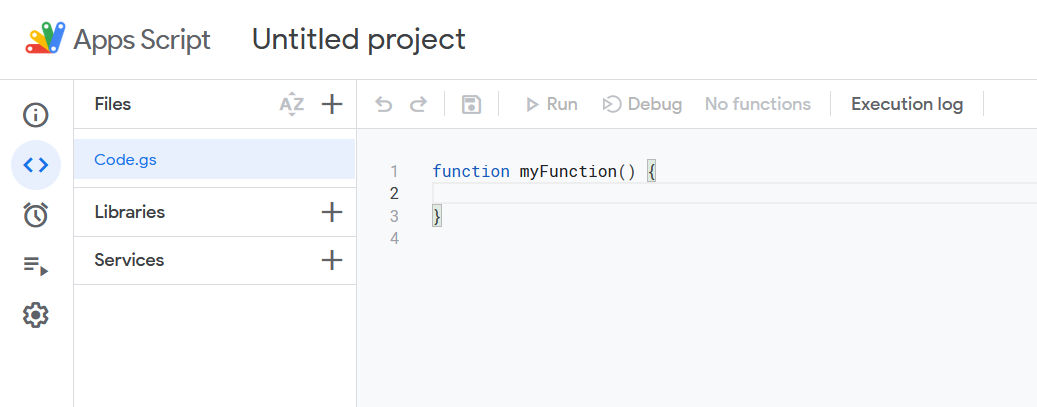 Apps Script Untitled project
Files AZ
Run Debug No functions Execution log
Code.gs
Libraries
Services
1 function myFunction() {
2
3 }
4